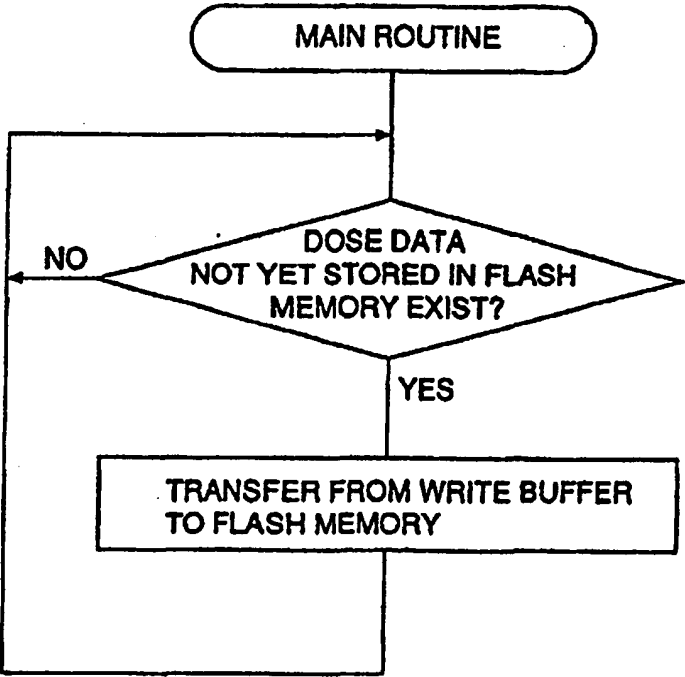 MAIN ROUTINE
DOSE DATA
NOT YET STORED IN FLASH
MEMORY EXIST?
NO
YES
TRANSFER FROM WRITE BUFFER
TO FLASH MEMORY